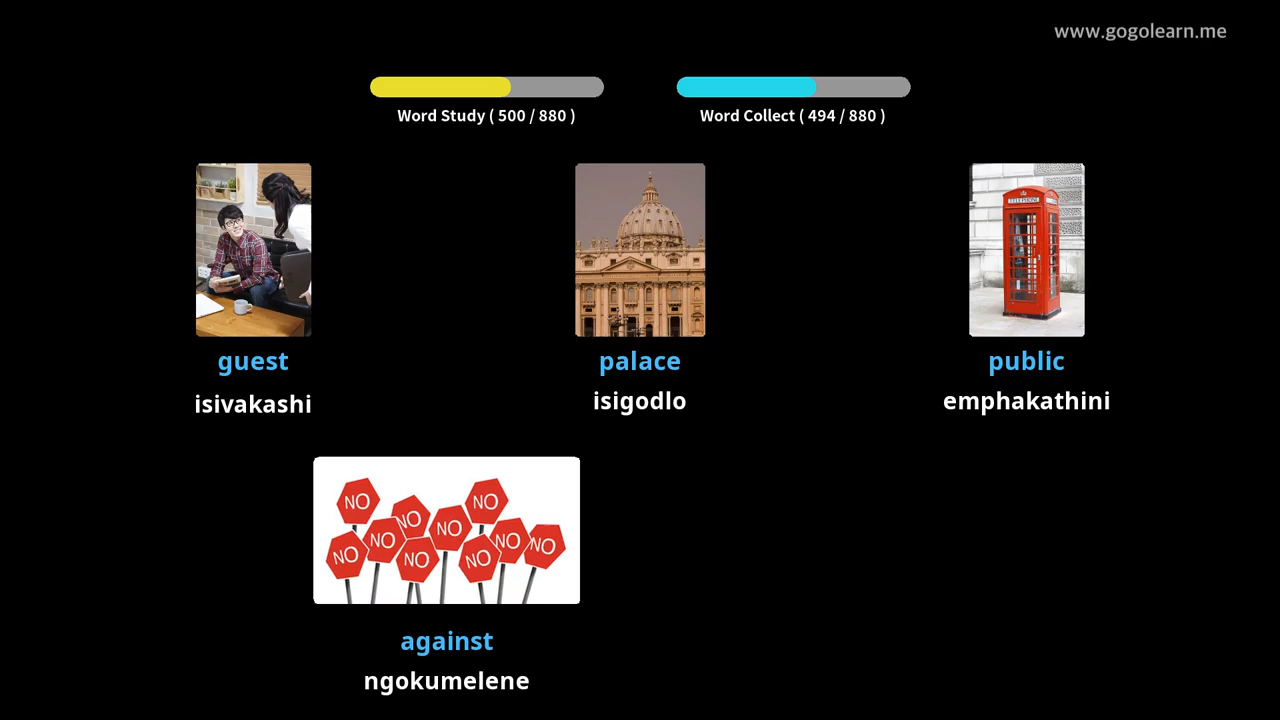 www.gogolearn.me
Word Study ( 500 / 880 )
Word Collect ( 494 / 880 )
TELEPHONE
guest
palace
public
isivakashi
isigodlo
emphakathini
NO
NO
NO
NO
NO
NO
NO
NO
NO
NO
against
ngokumelene